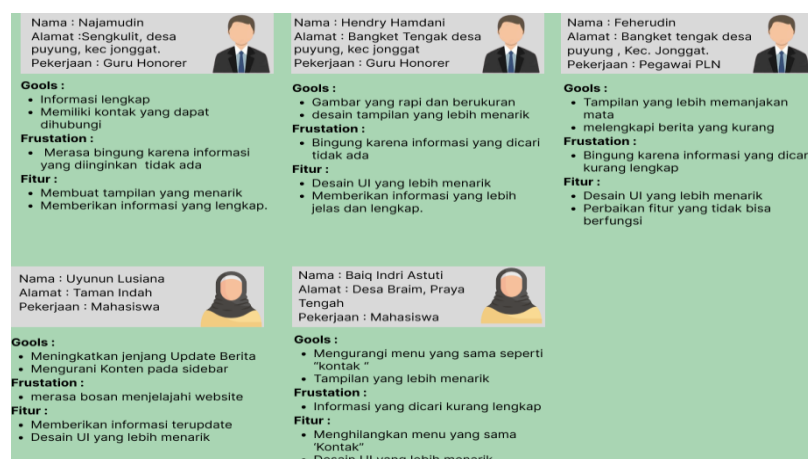 Nama : Najamudin
Alamat :Sengkulit, desa
puyung, kec jonggat.
Pekerjaan : Guru Honorer
Gools :
• Informasi lengkap
• Memiliki kontak yang dapat
dihubungi
Frustation :
• Merasa bingung karena informasi
yang diinginkan tidak ada
Fitur :
• Membuat tampilan yang menarik
• Memberikan informasi yang lengkap.
Nama : Hendry Hamdani
Alamat : Bangket Tengak desa
puyung, kec jonggat
Pekerjaan : Guru Honorer
Gools :
• Gambar yang rapi dan berukuran
• desain tampilan yang lebih menarik
Frustation :
• Bingung karena informasi yang dicari
tidak ada
Fitur :
• Desain UI yang lebih menarik
• Memberikan informasi yang lebih
jelas dan lengkap.
Nama : Feherudin
Alamat : Bangket tengak desa
puyung , Kec. Jonggat.
Pekerjaan : Pegawai PLN
Gools :
• Tampilan yang lebih memanjakan
mata
• melengkapi berita yang kurang
Frustation :
• Bingung karena informasi yang dicar
kurang lengkap
Fitur :
• Desain UI yang lebih menarik
• Perbaikan fitur yang tidak bisa
berfungsi
Nama : Uyunun Lusiana
Alamat : Taman Indah
Pekerjaan : Mahasiswa
Gools :
• Meningkatkan jenjang Update Berita
• Mengurani Konten pada sidebar
Frustation :
• merasa bosan menjelajahi website
Fitur :
• Memberikan informasi terupdate
• Desain UI yang lebih menarik
Nama : Baiq Indri Astuti
Alamat : Desa Braim, Praya
Tengah
Pekerjaan : Mahasiswa
Gools :
• Mengurangi menu yang sama seperti
"kontak "
• Tampilan yang lebih menarik
Frustation :
• Informasi yang dicari kurang lengkap
Fitur :
• Menghilangkan menu yang sama
'Kontak"
• Desain UI yang lebih menarik